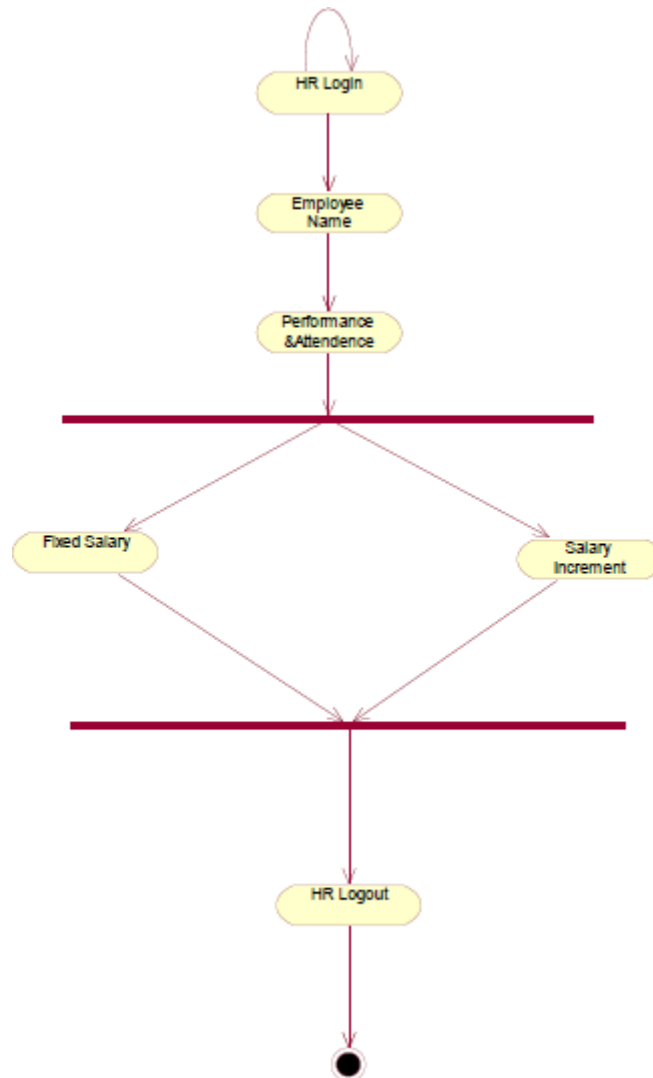 HR Login
Employee
Name
Performance
&Attendence
Fixed Salary
Salary
Increment
HR Logout